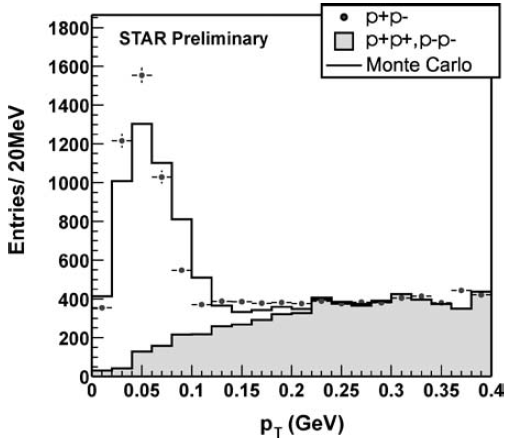 p+p-
p+p+,p-p-
Monte Carlo
STAR Preliminary
Entries/ 20MeV
1800
1600
1400
1200
1000
800
600
400
200
0
0 0.05 0.1 0.15 0.2 0.25 0.3 0.35 0.4
pT (GeV)